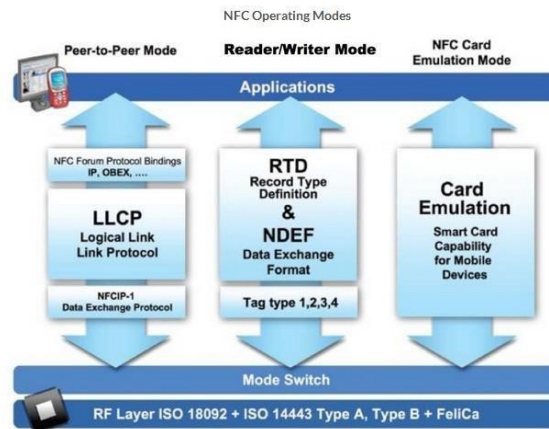 NFC Operating Modes
Peer-to-Peer Mode
Reader/Writer Mode
NFC Card
Emulation Mode
Applications
NFC Forum Protocol Bindings
IP, OBEX, ....
LLCP
Logical Link
Link Protocol
NFCIP-1
Data Exchange Protocol
RTD
Record Type
Definition
&
NDEF
Data Exchange
Format
Tag type 1,2,3,4
Card
Emulation
Smart Card
Capability
for Mobile
Devices
Mode Switch
RF Layer ISO 18092 + ISO 14443 Type A, Type B + FeliCa